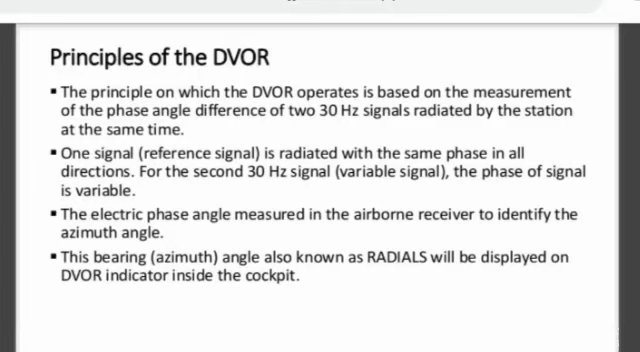 Principles of the DVOR
▪ The principle on which the DVOR operates is based on the measurement
of the phase angle difference of two 30 Hz signals radiated by the station
at the same time.
▪ One signal (reference signal) is radiated with the same phase in all
directions. For the second 30 Hz signal (variable signal), the phase of signal
is variable.
▪ The electric phase angle measured in the airborne receiver to identify the
azimuth angle.
▪ This bearing (azimuth) angle also known as RADIALS will be displayed on
DVOR indicator inside the cockpit.